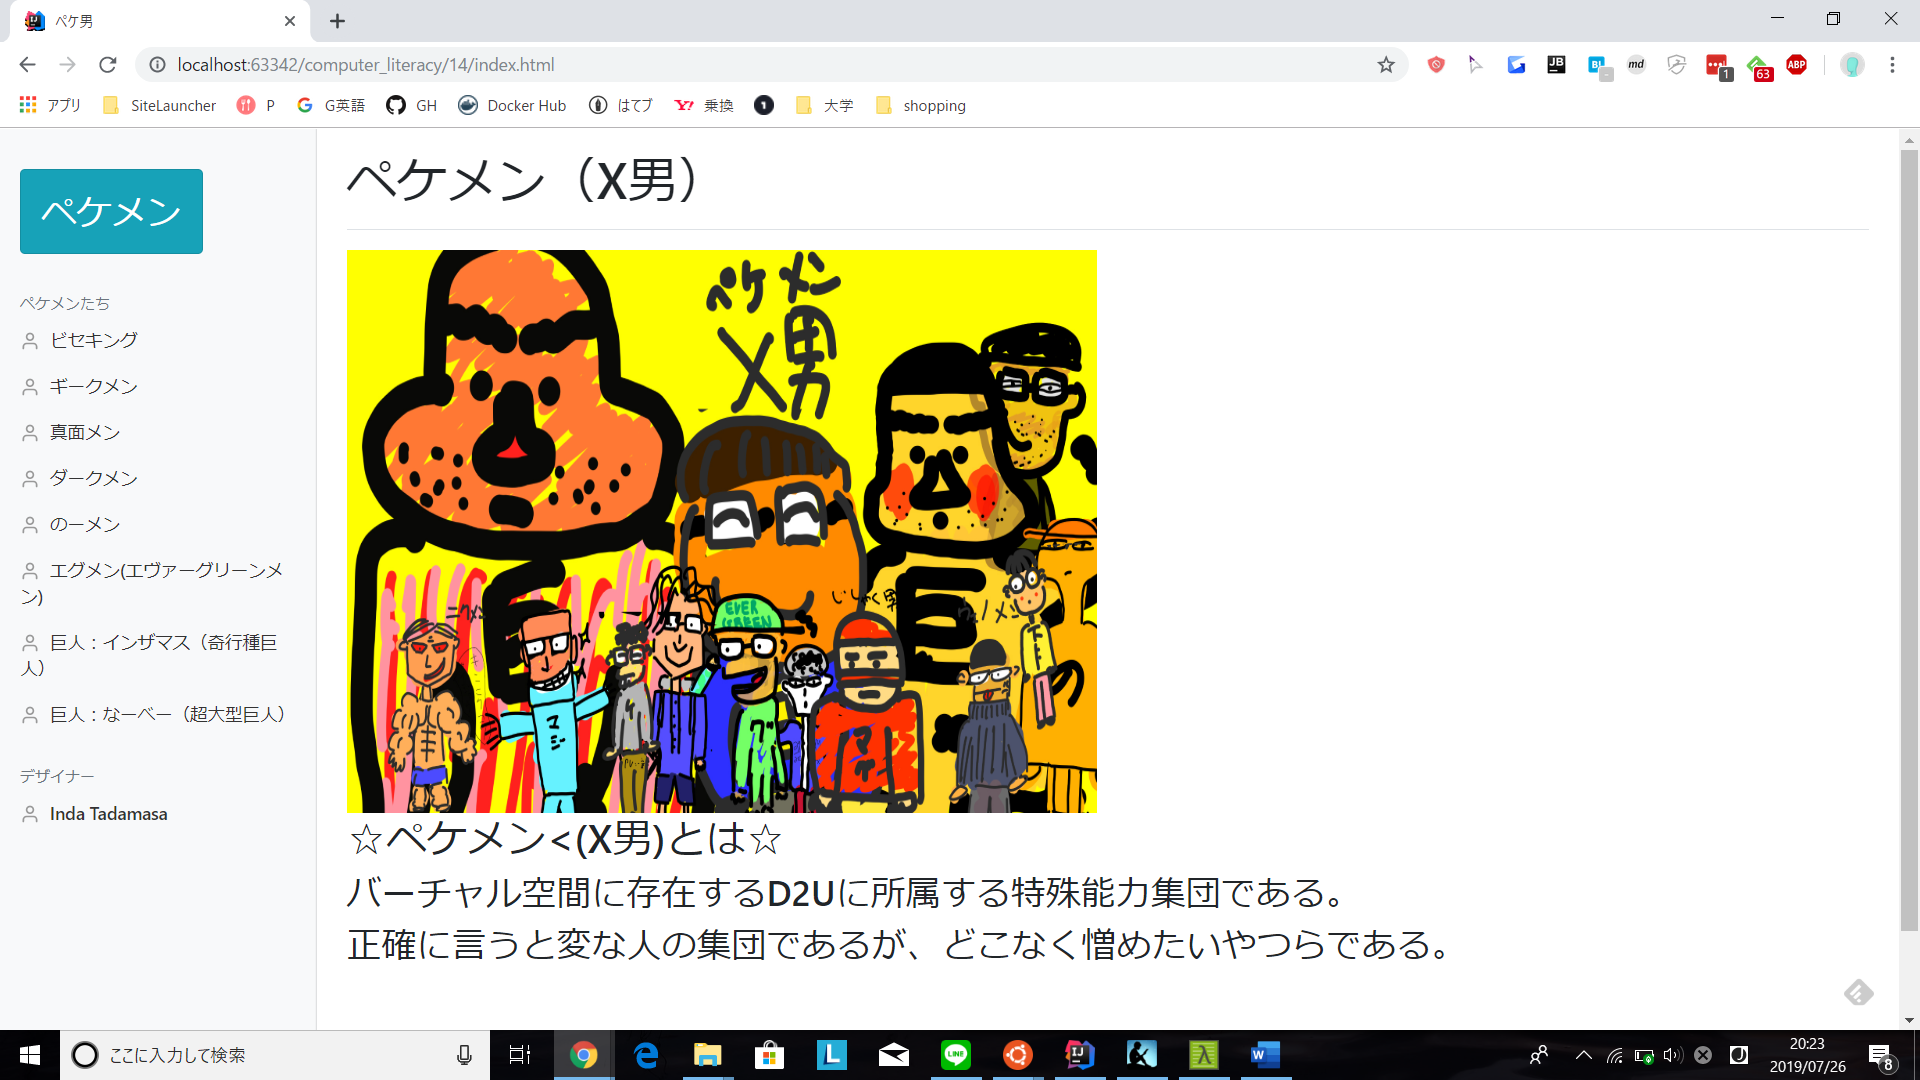 ペケ男
localhost:63342/computer_literacy/14/index.html
アプリ SiteLauncher P G英語 GH Docker Hub はてブ 乗換 大学 shopping
JB
md
1
63
ABP
ペケメン
ペケメンたち
ビセキング
ギークメン
真面メン
ダークメン
のーメン
エグメン(エヴァーグリーンメ
ン)
巨人：インザマス（奇行種巨
人）
巨人：なーべー（超大型巨人）
デザイナー
Inda Tadamasa
ペケメン（X男）
ペケメン
X男
EVER
GREEN
巨
巨
の
☆ペケメン<(X男)とは☆
バーチャル空間に存在するD2Uに所属する特殊能力集団である。
正確に言うと変な人の集団であるが、どこなく憎めたいやつらである。
ここに入力して検索
LINE
20:23
2019/07/26
8